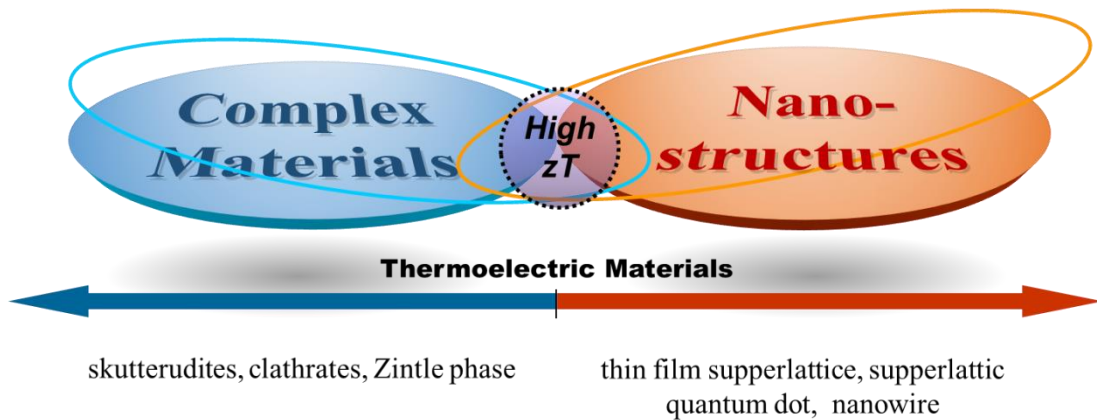 Complex
Materials
High
zT
Nano-
structures
Thermoelectric Materials
skutterudites, clathrates, Zintle phase
thin film supperlattice, supperlattic
quantum dot, nanowire